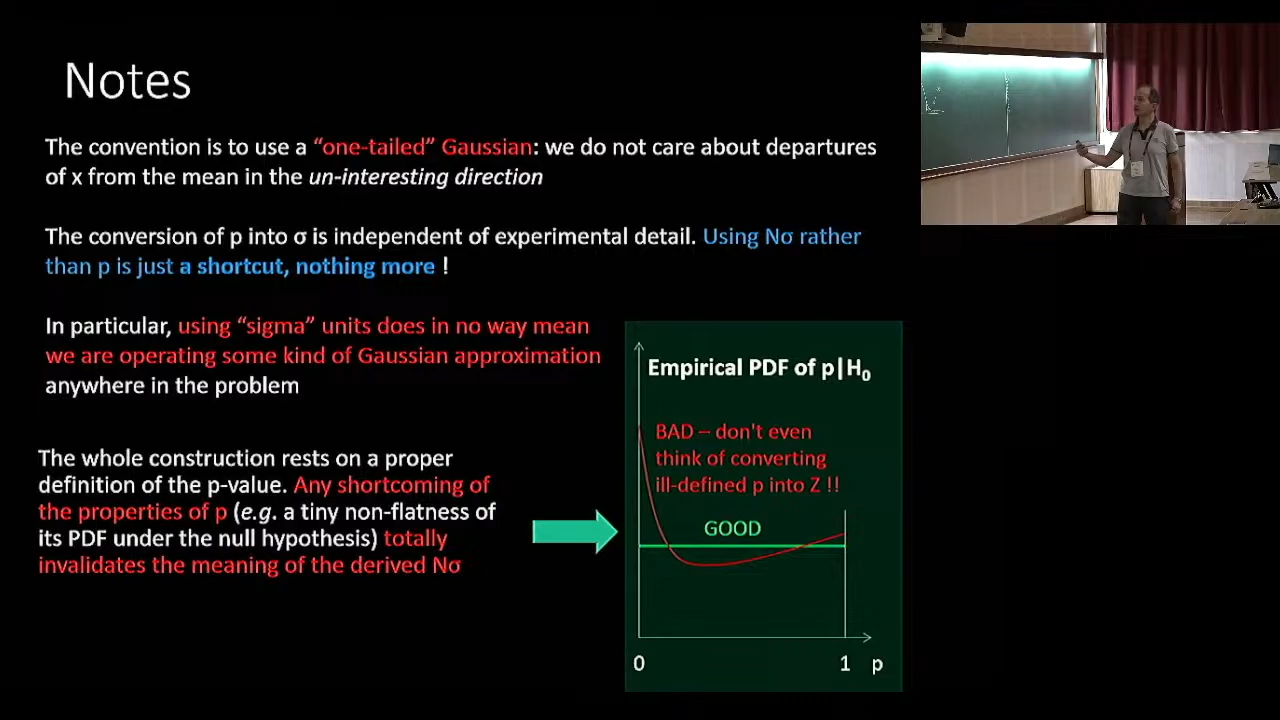 Notes
The convention is to use a “one-tailed” Gaussian: we do not care about departures
of x from the mean in the un-interesting direction
The conversion of p into σ is independent of experimental detail. Using Nσ rather
than p is just a shortcut, nothing more !
In particular, using “sigma” units does in no way mean
we are operating some kind of Gaussian approximation
anywhere in the problem
The whole construction rests on a proper
definition of the p-value. Any shortcoming of
the properties of p (e.g. a tiny non-flatness of
its PDF under the null hypothesis) totally
invalidates the meaning of the derived Nσ
Empirical PDF of p|H₀
BAD – don't even
think of converting
ill-defined p into Z !!
GOOD
0 1 p